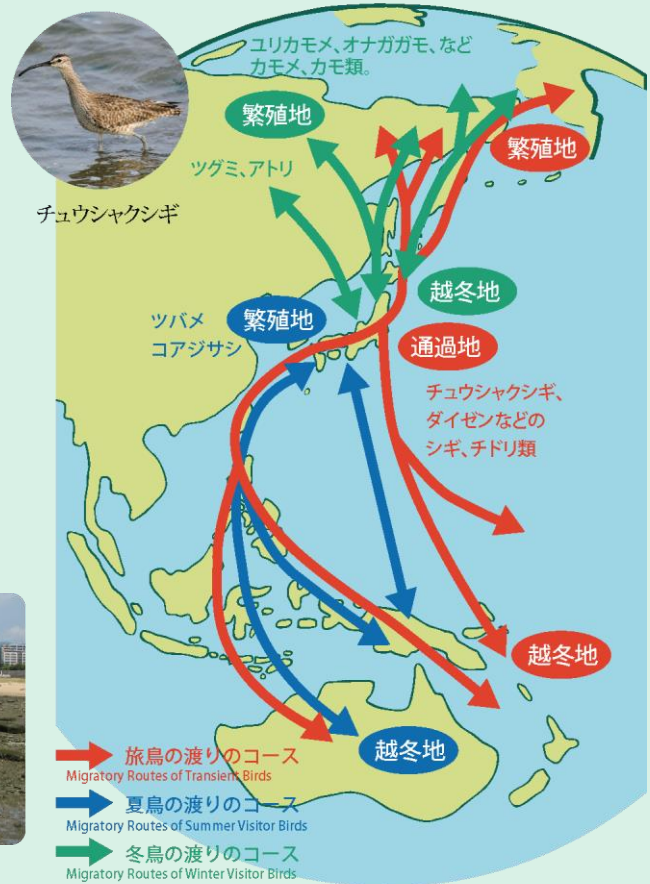 ユリカモメ、オナガガモ、など
カモメ、カモ類。
繁殖地
繁殖地
ツグミ、アトリ
チュウシャクシギ
越冬地
ツバメ
コアジサシ
繁殖地
通過地
チュウシャクシギ、
ダイゼンなどの
シギ、チドリ類
越冬地
越冬地
旅鳥の渡りのコース
Migratory Routes of Transient Birds
夏鳥の渡りのコース
Migratory Routes of Summer Visitor Birds
冬鳥の渡りのコース
Migratory Routes of Winter Visitor Birds